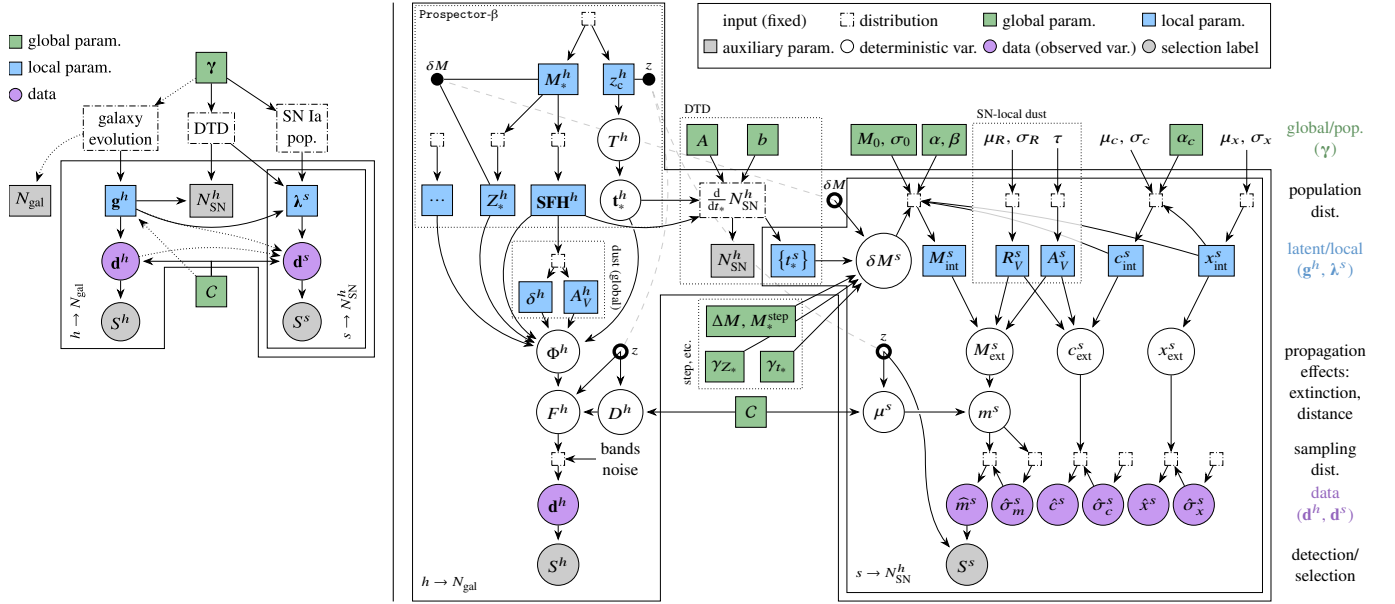 global param.
local param.
data
γ
galaxy
evolution
DTD
SN Ia
pop.
N_gal
g^h
N^h_SN
λ^s
d^h
d^s
C
S^h
S^s
h → N_gal
s → N^h_SN
Prospector-β
input (fixed)
distribution
global param.
local param.
auxiliary param.
deterministic var.
data (observed var.)
selection label
δM
M^h_*
z^h_c
z
T^h
t^h_*
...
Z^h_*
SFH^h
dust (global)
δ^h
A^h_V
Φ^h
z
F^h
D^h
bands
noise
d^h
S^h
h → N_gal
DTD
A
b
d/dt_* N^h_SN
N^h_SN
{t^s_*}
step, etc.
ΔM, M^step_*
γ_Z*
γ_t*
C
SN-local dust
M_0, σ_0
α, β
μ_R, σ_R
τ
μ_c, σ_c
α_c
μ_x, σ_x
δM
δM^s
M^s_int
R^s_V
A^s_V
c^s_int
x^s_int
z
M^s_ext
c^s_ext
x^s_ext
μ^s
m^s
m̂^s
σ̂^s_m
ĉ^s
σ̂^s_c
x̂^s
σ̂^s_x
S^s
s → N^h_SN
global/pop.
(γ)
population
dist.
latent/local
(g^h, λ^s)
propagation
effects:
extinction,
distance
sampling
dist.
data
(d^h, d^s)
detection/
selection